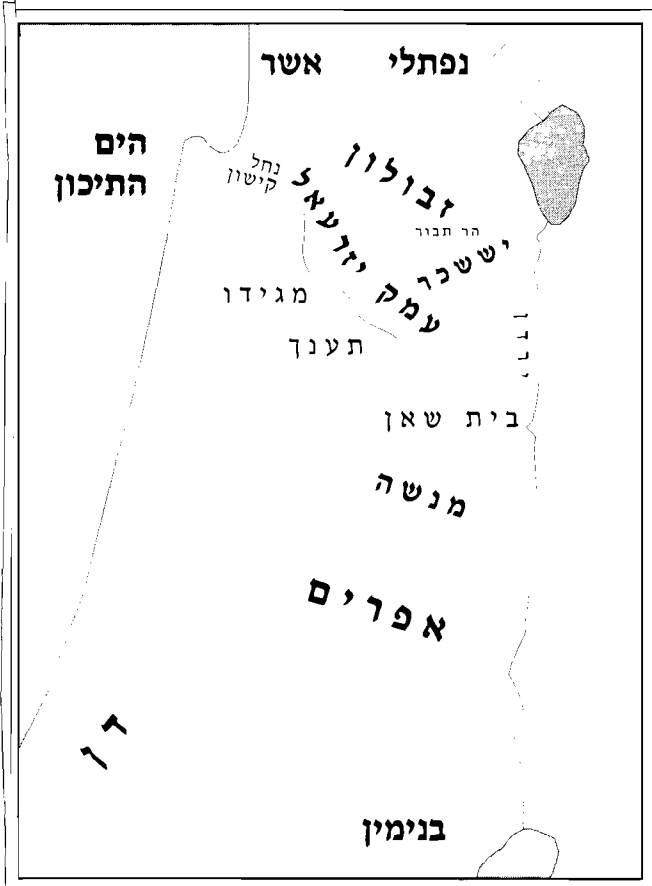 נפתלי
אשר
הים
התיכון
נחל
קישון
זבולון
הר תבור
יששכר
עמק יזרעאל
מגידו
תענך
ירדן
בית שאן
מנשה
אפרים
דן
בנימין